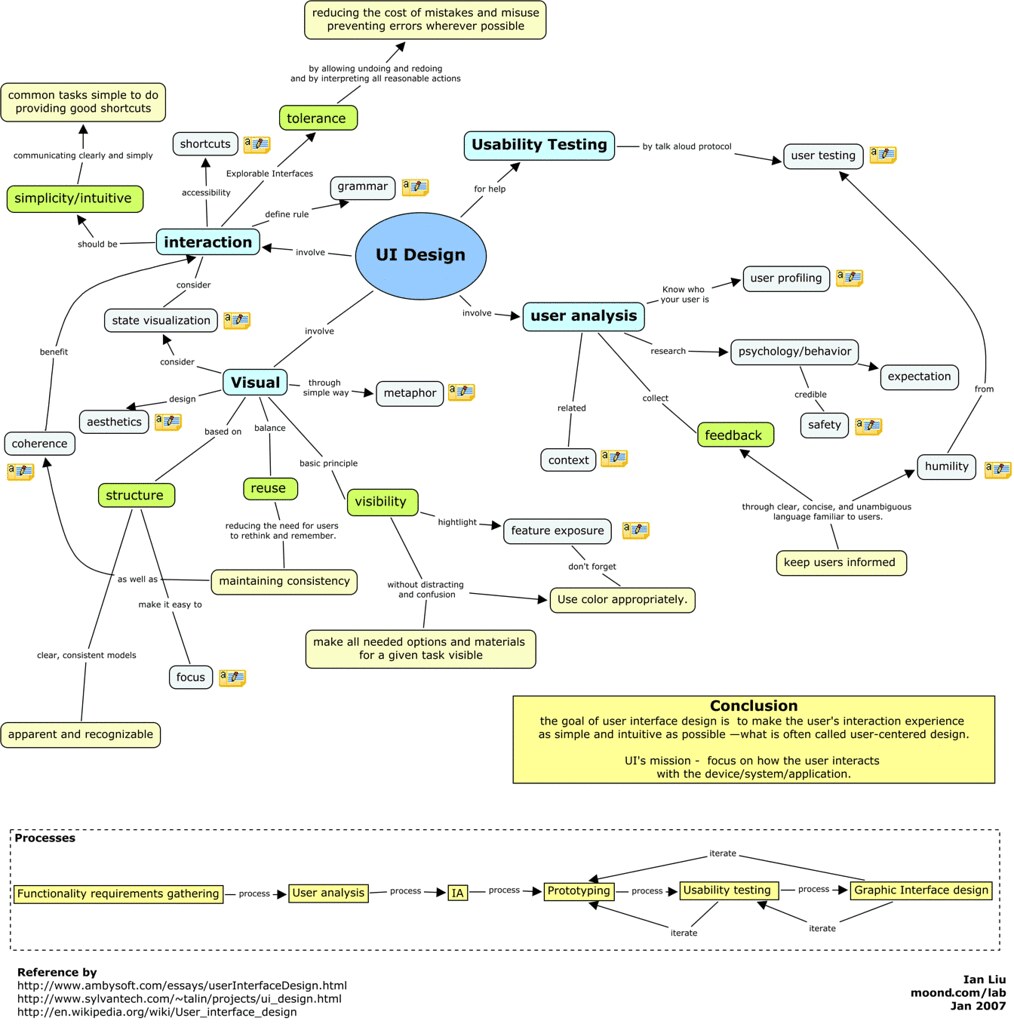 reducing the cost of mistakes and misuse
preventing errors wherever possible
by allowing undoing and redoing
and by interpreting all reasonable actions
common tasks simple to do
providing good shortcuts
tolerance
communicating clearly and simply
shortcuts
a
Explorable Interfaces
accessibility
simplicity/intuitive
grammar
a
define rule
should be
interaction
involve
UI Design
for help
Usability Testing
by talk aloud protocol
user testing
a
consider
state visualization
a
benefit
involve
consider
Visual
through
simple way
metaphor
a
design
aesthetics
a
coherence
a
based on
balance
basic principle
structure
reuse
visibility
reducing the need for users
to rethink and remember.
maintaining consistency
as well as
make it easy to
clear, consistent models
focus
a
apparent and recognizable
hightlight
feature exposure
a
don't forget
without distracting
and confusion
Use color appropriately.
make all needed options and materials
for a given task visible
involve
user analysis
Know who
your user is
user profiling
a
research
psychology/behavior
expectation
credible
safety
a
related
context
a
collect
feedback
from
humility
a
through clear, concise, and unambiguous
language familiar to users.
keep users informed
Conclusion
the goal of user interface design is to make the user's interaction experience
as simple and intuitive as possible —what is often called user-centered design.
UI's mission - focus on how the user interacts
with the device/system/application.
Processes
Functionality requirements gathering
process
User analysis
process
IA
process
Prototyping
process
Usability testing
process
Graphic Interface design
iterate
iterate
iterate
Reference by
http://www.ambysoft.com/essays/userInterfaceDesign.html
http://www.sylvantech.com/~talin/projects/ui_design.html
http://en.wikipedia.org/wiki/User_interface_design
Ian Liu
moond.com/lab
Jan 2007